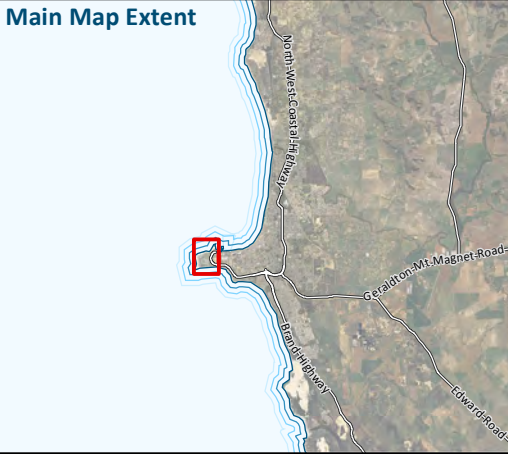 Main Map Extent
North-West-Coastal-Highway
Geraldton-Mt.Magnet-Road-
Brand-Highway
Edward-Road-